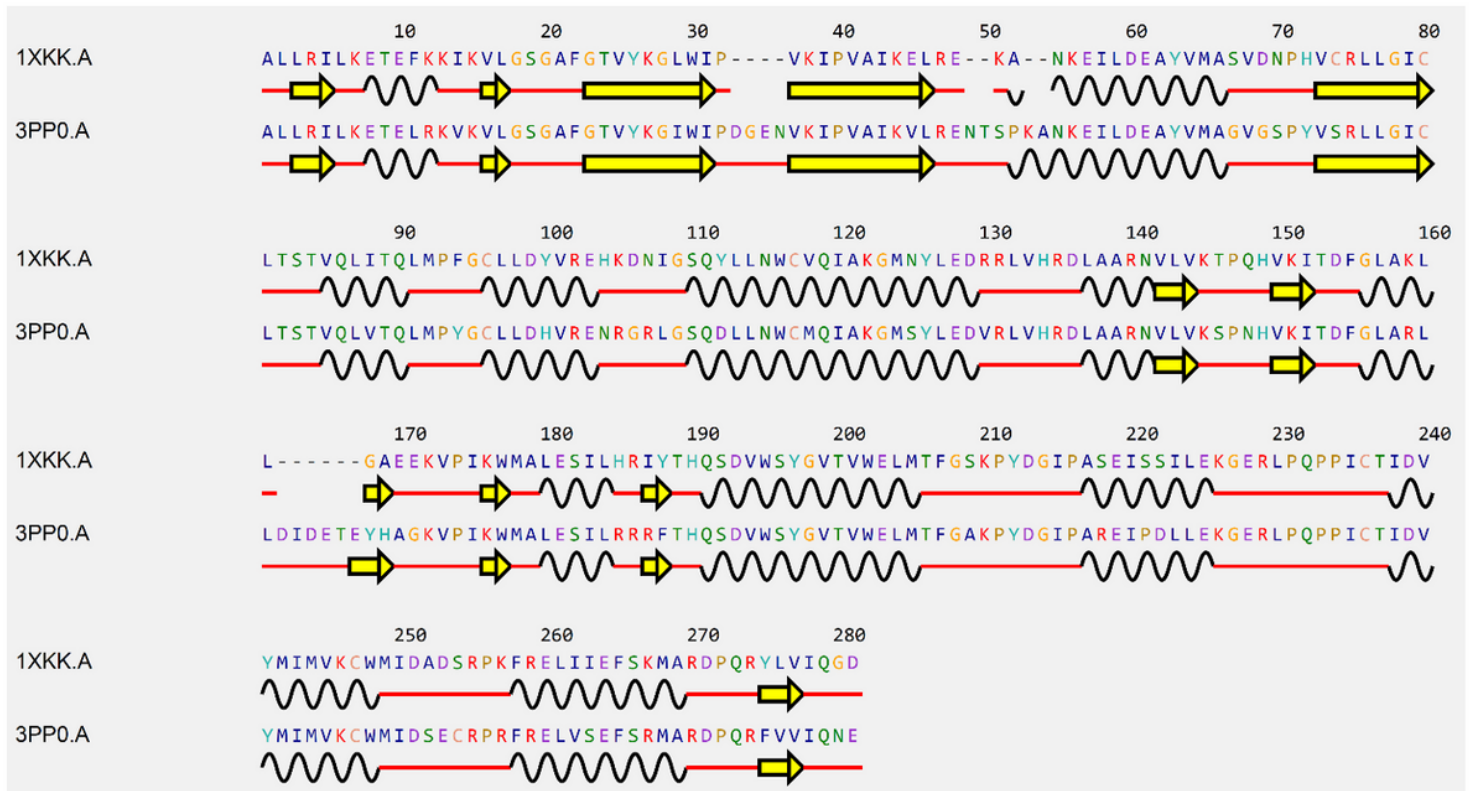 10 20 30 40 50 60 70 80
1XKK.A ALLRILKETEFKKIKVLGSGAFGTVYKGLWIP----VKIPVAIKELRE--KA--NKEILDEAYVMASVDNPHVCRLLGIC
3PP0.A ALLRILKETELRKVKVLGSGAFGTVYKGIWIPDGENVKIPVAIKVLRENTSPKANKEILDEAYVMAGVGSPYVSRLLGIC
90 100 110 120 130 140 150 160
1XKK.A LTSTVQLITQLMPFGCLLDYVREHKDNIGSQYLLNWCVQIAKGMNYLEDRRLVHRDLAARNVLVKTPQHVKITDFGLAKL
3PP0.A LTSTVQLVTQLMPYGCLLDHVRENRGRLGSQDLLNWCMQIAKGMSYLEDVRLVHRDLAARNVLVKSPNHVKITDFGLARL
170 180 190 200 210 220 230 240
1XKK.A L------GAEEKVPIKWMALESILHRIYTHQSDVWSYGVTVWELMTFGSKPYDGIPASEISSILEKGERLPQPPICTIDV
3PP0.A LDIDETEYHAGKVPIKWMALESILRRRFTHQSDVWSYGVTVWELMTFGAKPYDGIPAREIPDLLEKGERLPQPPICTIDV
250 260 270 280
1XKK.A YMIMVKCWMIDADSRPKFRELIIEFSKMARDPQRYLVIQGD
3PP0.A YMIMVKCWMIDSECRPRFRELVSEFSRMARDPQRFVVIQNE